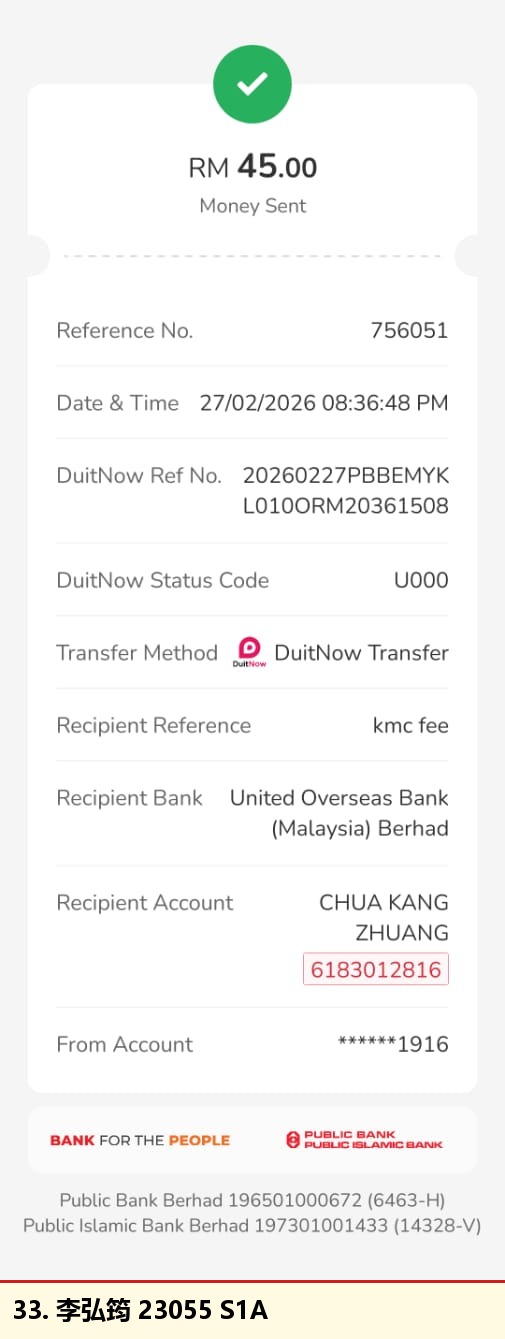 RM 45.00
Money Sent
Reference No. 756051
Date & Time 27/02/2026 08:36:48 PM
DuitNow Ref No. 20260227PBBEMYK
L010ORM20361508
DuitNow Status Code U000
Transfer Method DuitNow DuitNow Transfer
Recipient Reference kmc fee
Recipient Bank United Overseas Bank
(Malaysia) Berhad
Recipient Account CHUA KANG
ZHUANG
6183012816
From Account ******1916
BANK FOR THE PEOPLE PUBLIC BANK
PUBLIC ISLAMIC BANK
Public Bank Berhad 196501000672 (6463-H)
Public Islamic Bank Berhad 197301001433 (14328-V)
33. 李弘筠 23055 S1A